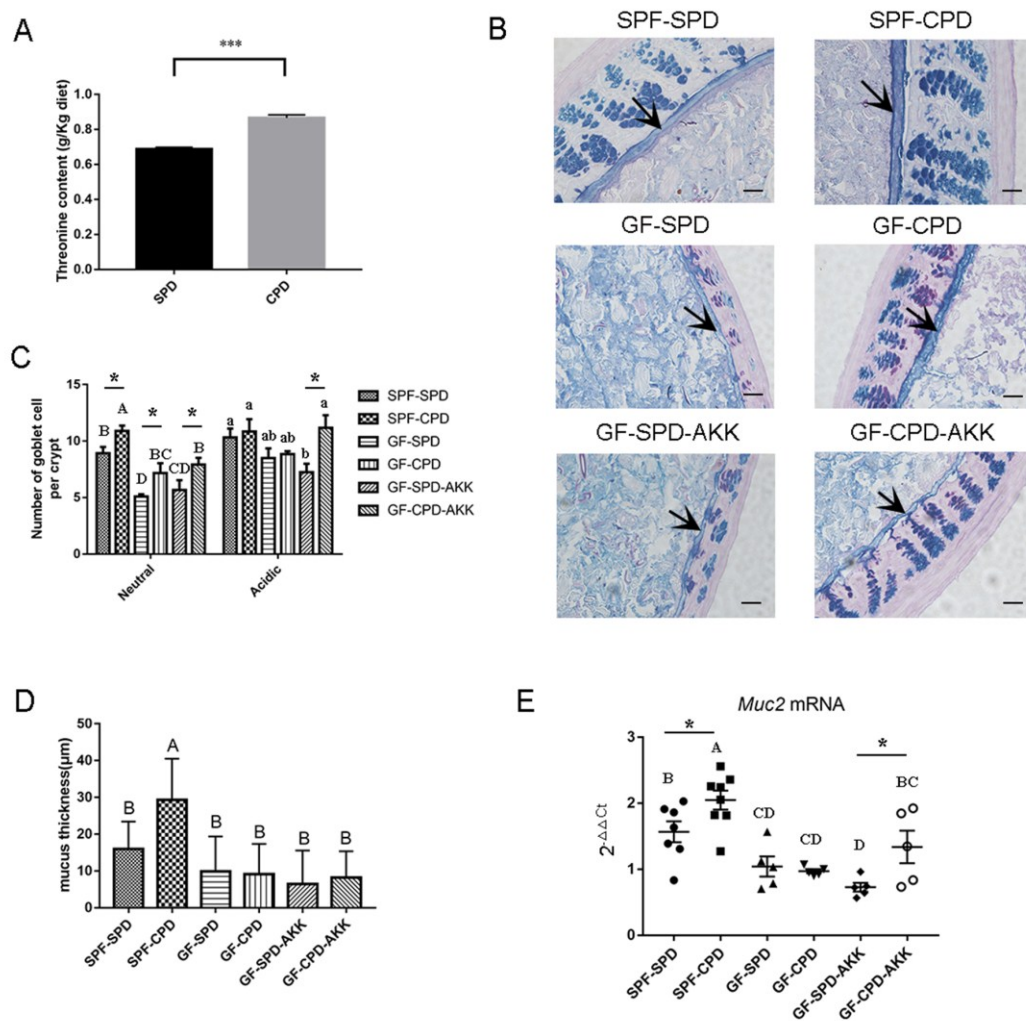 A
***
Threonine content (g/Kg diet)
1.0
0.8
0.6
0.4
0.2
0.0
SPD
CPD
B
SPF-SPD
SPF-CPD
GF-SPD
GF-CPD
GF-SPD-AKK
GF-CPD-AKK
C
Number of goblet cell
per crypt
15
10
5
0
B
*
A
D
*
BC
CD
*
B
a
a
ab
ab
b
*
a
Neutral
Acidic
SPF-SPD
SPF-CPD
GF-SPD
GF-CPD
GF-SPD-AKK
GF-CPD-AKK
D
mucus thickness(μm)
50
40
30
20
10
0
B
A
B
B
B
B
SPF-SPD
SPF-CPD
GF-SPD
GF-CPD
GF-SPD-AKK
GF-CPD-AKK
E
Muc2 mRNA
2-ΔΔCt
3
2
1
0
B
*
A
CD
CD
D
*
BC
SPF-SPD
SPF-CPD
GF-SPD
GF-CPD
GF-SPD-AKK
GF-CPD-AKK